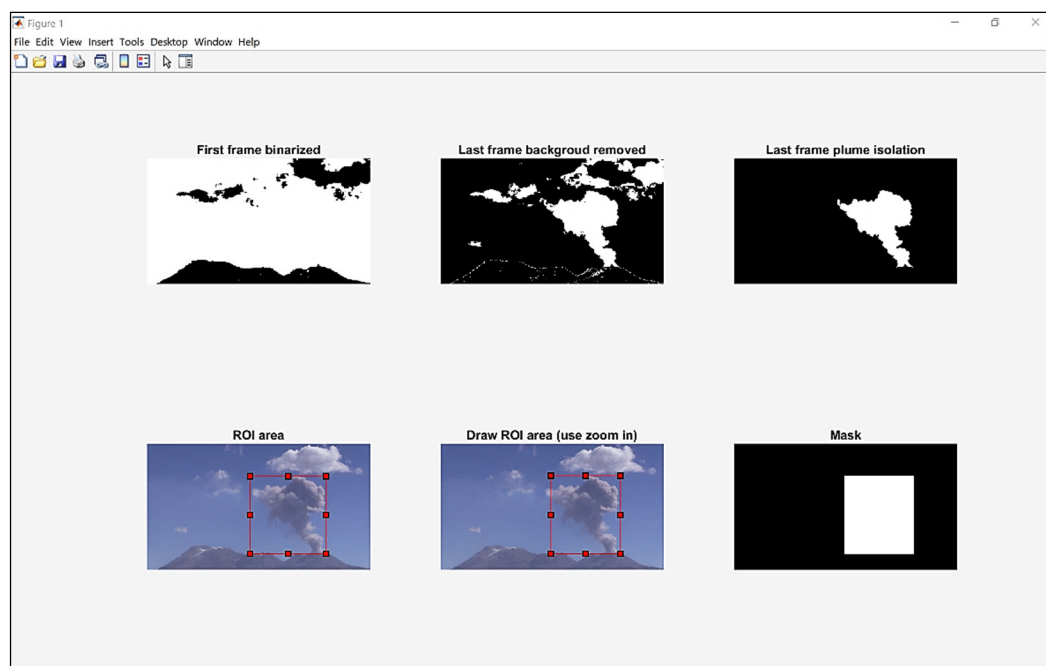 Figure 1
File Edit View Insert Tools Desktop Window Help
First frame binarized
Last frame backgroud removed
Last frame plume isolation
ROI area
Draw ROI area (use zoom in)
Mask